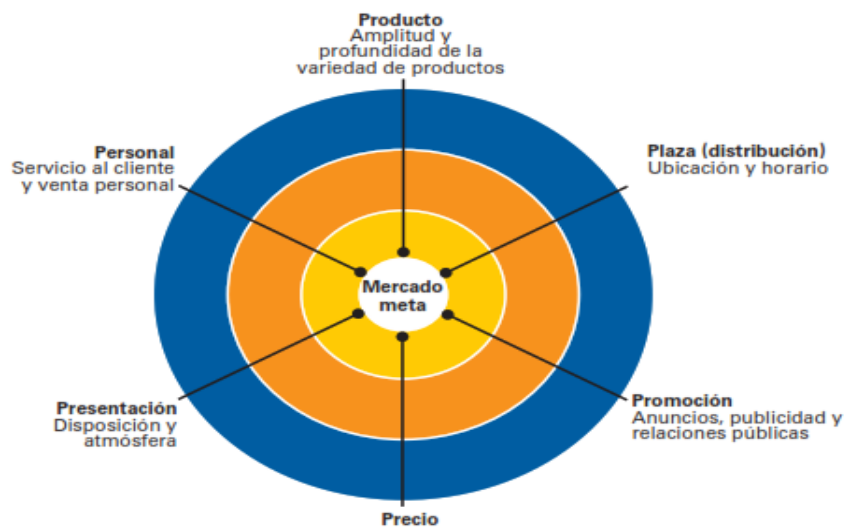 Producto
Amplitud y
profundidad de la
variedad de productos
Personal
Servicio al cliente
y venta personal
Plaza (distribución)
Ubicación y horario
Mercado
meta
Presentación
Disposición y
atmósfera
Promoción
Anuncios, publicidad y
relaciones públicas
Precio